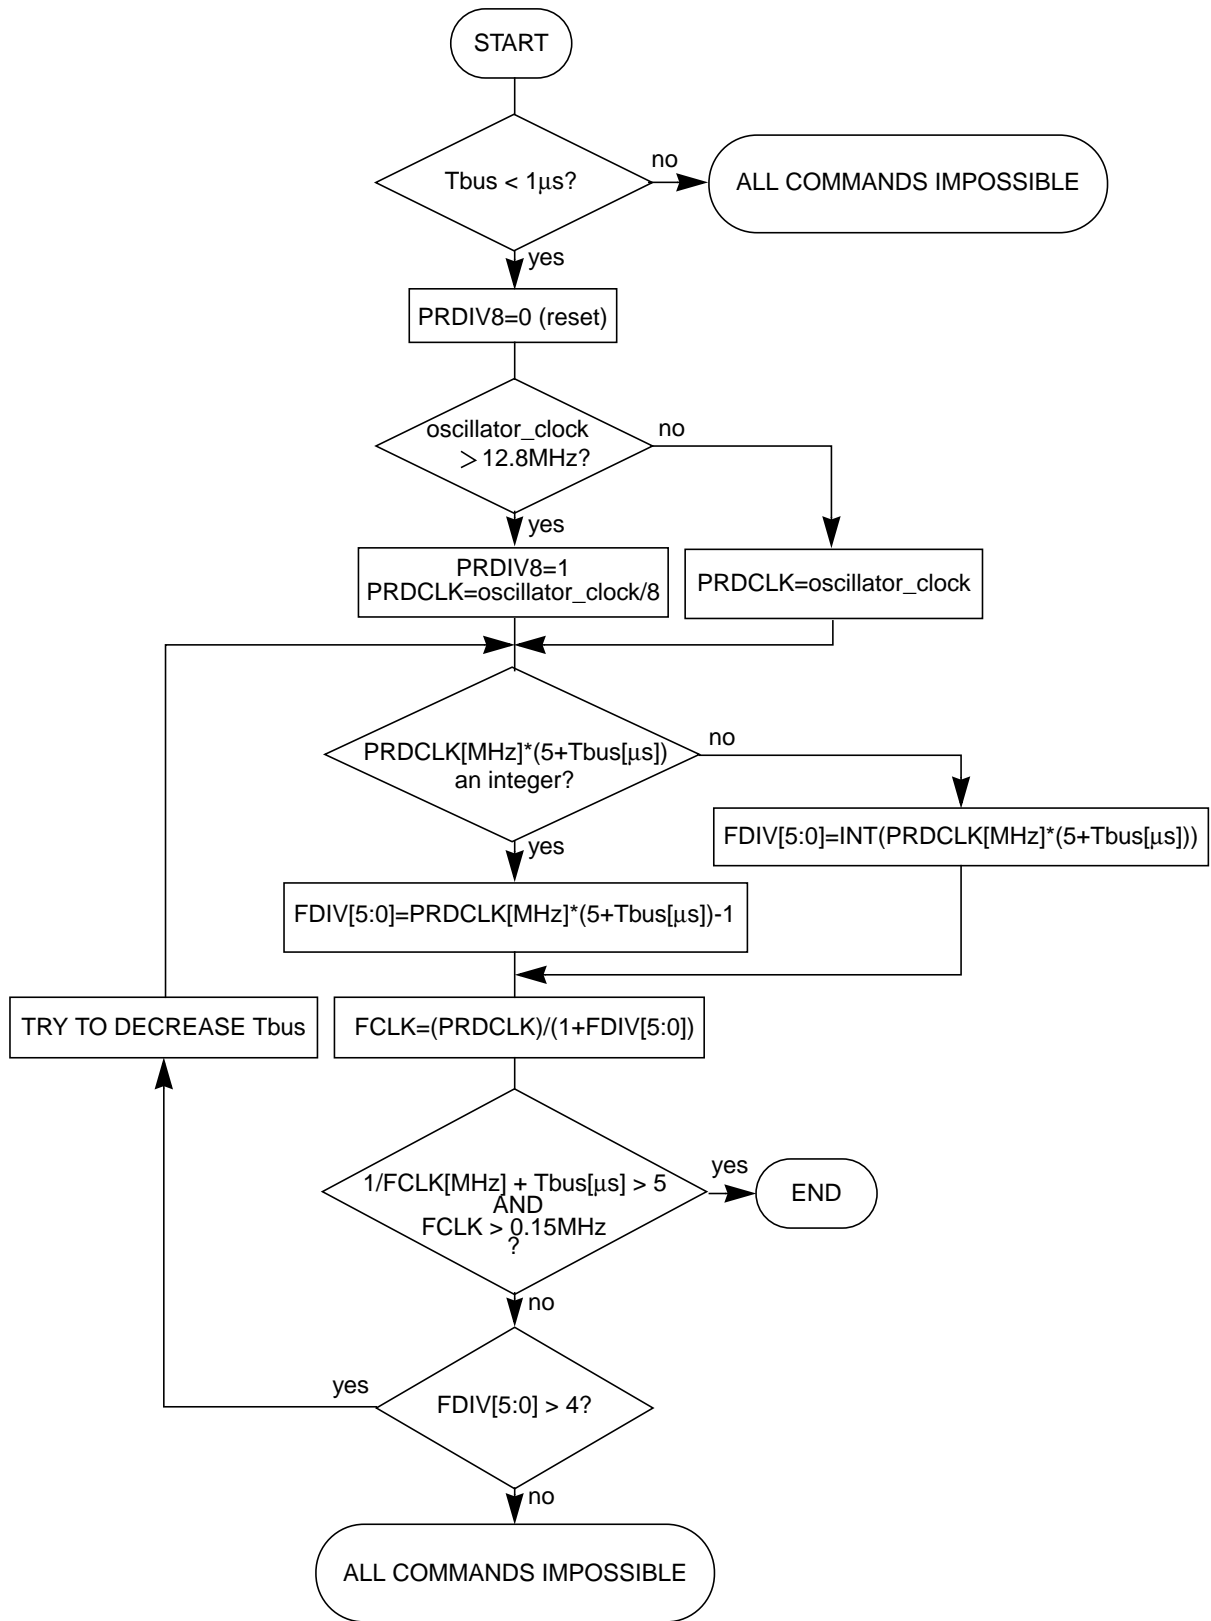 START
Tbus < 1μs?
no
ALL COMMANDS IMPOSSIBLE
yes
PRDIV8=0 (reset)
oscillator_clock
> 12.8MHz?
no
yes
PRDIV8=1
PRDCLK=oscillator_clock/8
PRDCLK=oscillator_clock
PRDCLK[MHz]*(5+Tbus[μs])
an integer?
no
yes
FDIV[5:0]=INT(PRDCLK[MHz]*(5+Tbus[μs]))
FDIV[5:0]=PRDCLK[MHz]*(5+Tbus[μs])-1
TRY TO DECREASE Tbus
FCLK=(PRDCLK)/(1+FDIV[5:0])
1/FCLK[MHz] + Tbus[μs] > 5
AND
FCLK > 0.15MHz
?
yes
END
no
FDIV[5:0] > 4?
yes
no
ALL COMMANDS IMPOSSIBLE